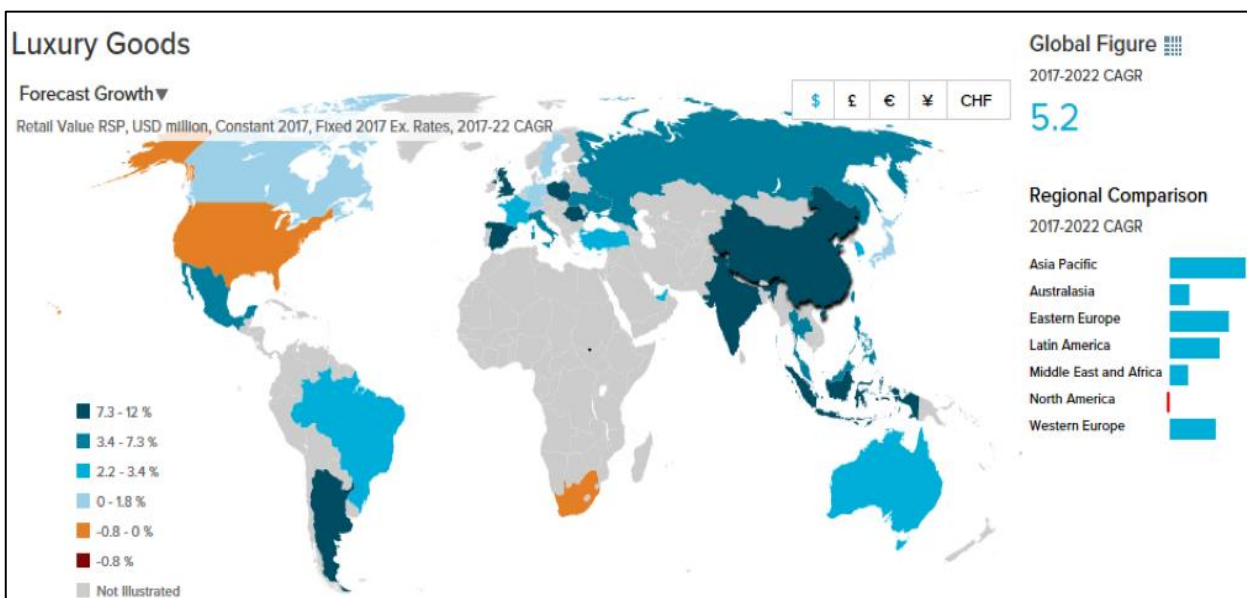 Luxury Goods
Forecast Growth▼
Retail Value RSP, USD million, Constant 2017, Fixed 2017 Ex. Rates, 2017-22 CAGR
$ £ € ¥ CHF
7.3 - 12 %
3.4 - 7.3 %
2.2 - 3.4 %
0 - 1.8 %
-0.8 - 0 %
-0.8 %
Not Illustrated
Global Figure
2017-2022 CAGR
5.2
Regional Comparison
2017-2022 CAGR
Asia Pacific
Australasia
Eastern Europe
Latin America
Middle East and Africa
North America
Western Europe